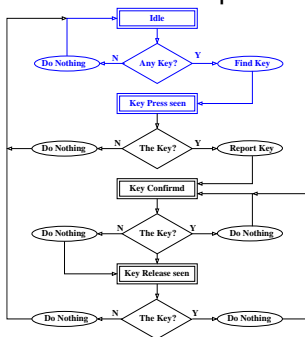 Idle
Do Nothing
N
Any Key?
Y
Find Key
Key Press seen
Do Nothing
N
The Key?
Y
Report Key
Key Confirmd
Do Nothing
N
The Key?
Y
Do Nothing
Key Release seen
Do Nothing
N
The Key?
Y
Do Nothing